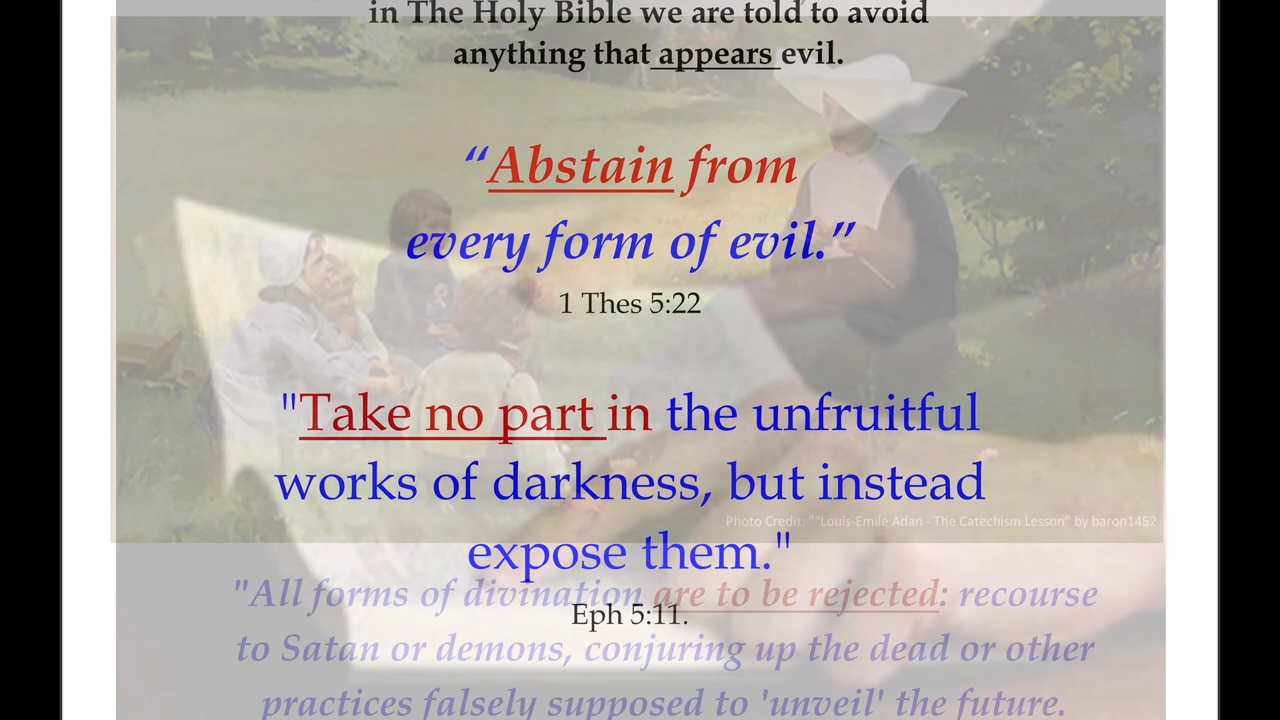 in The Holy Bible we are told to avoid
anything that appears evil.
“Abstain from
every form of evil.”
1 Thes 5:22
"Take no part in the unfruitful
works of darkness, but instead
expose them."
Eph 5:11.
Photo Credit: ""Louis-Emile Adan - The Catechism Lesson" by baron1452
"All forms of divination are to be rejected: recourse
to Satan or demons, conjuring up the dead or other
practices falsely supposed to 'unveil' the future.